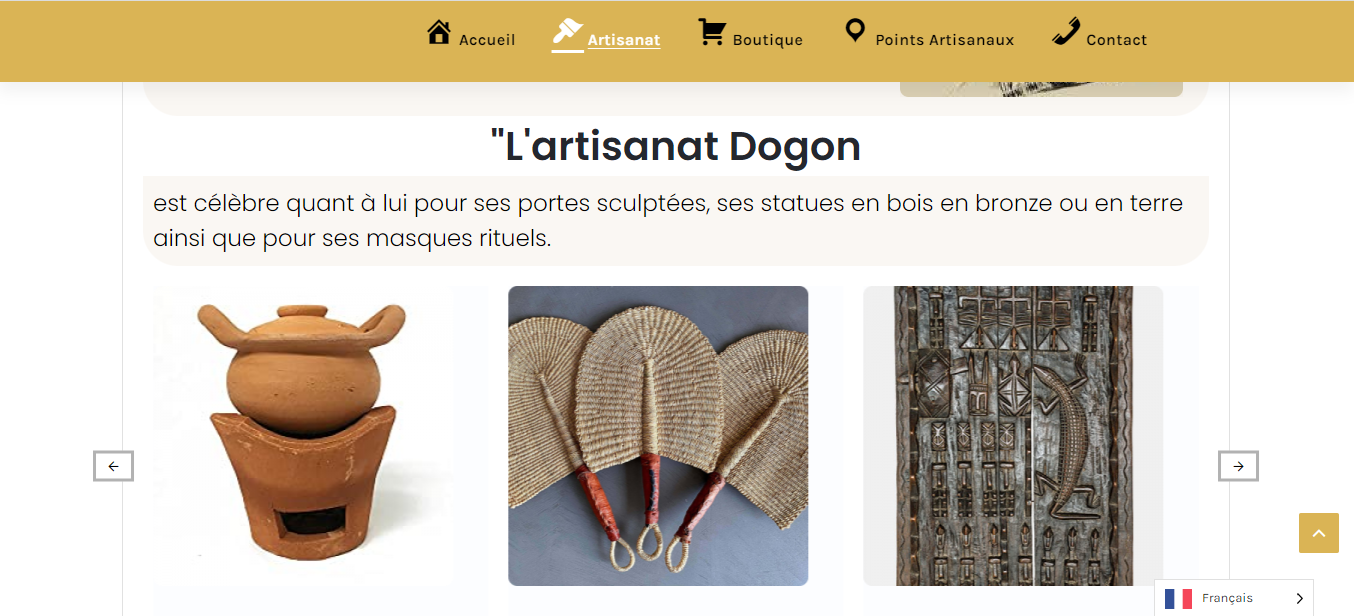 Accueil Artisanat Boutique Points Artisanaux Contact
"L'artisanat Dogon
est célèbre quant à lui pour ses portes sculptées, ses statues en bois en bronze ou en terre
ainsi que pour ses masques rituels.
Français